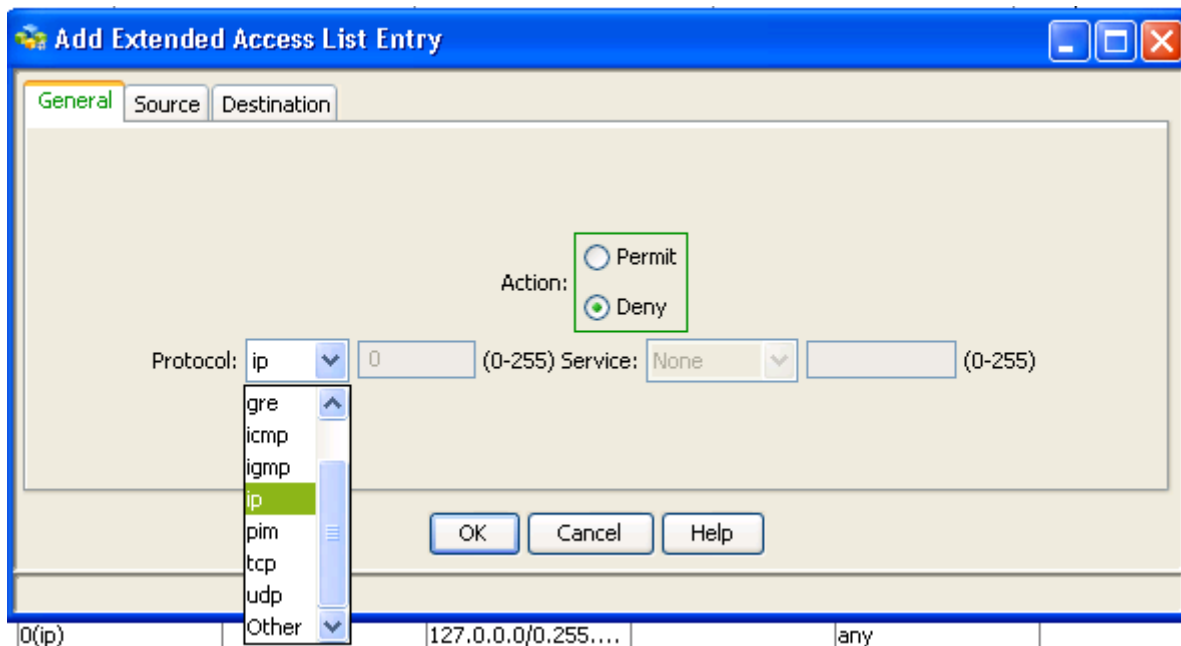 Add Extended Access List Entry
General Source Destination
Action: Permit
Deny
Protocol: ip 0 (0-255) Service: None (0-255)
gre
icmp
igmp
ip
pim
tcp
udp
Other
OK Cancel Help
0(ip) 127.0.0.0/0.255.... any